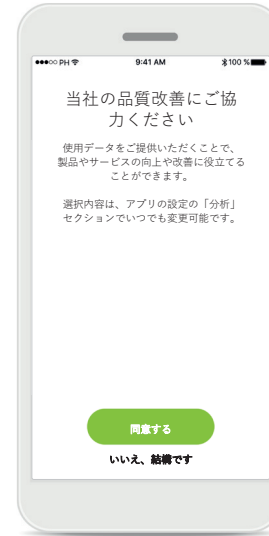 ●●●○○ PH 9:41 AM 100 %
当社の品質改善にご協
力ください
使用データをご提供いただくことで、
製品やサービスの向上や改善に役立てる
ことができます。
選択内容は、アプリの設定の「分析」
セクションでいつでも変更可能です。
同意する
いいえ、結構です